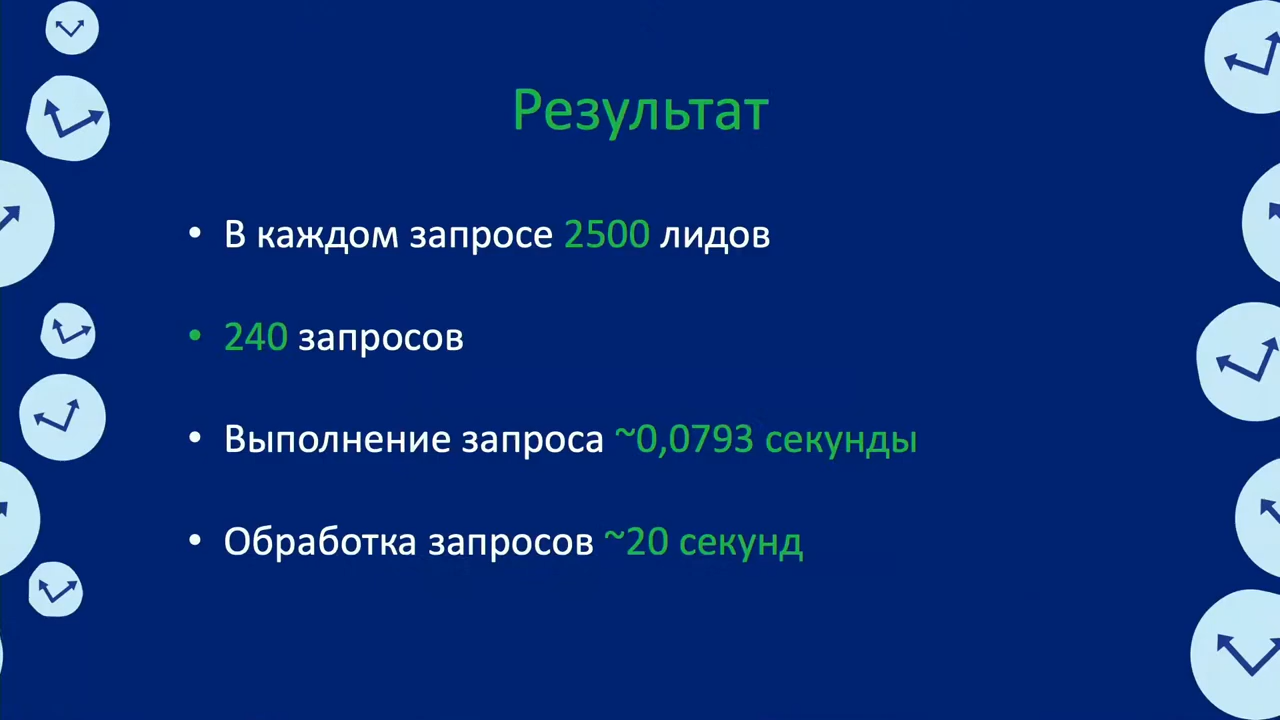 Результат
• В каждом запросе 2500 лидов
• 240 запросов
• Выполнение запроса ~0,0793 секунды
• Обработка запросов ~20 секунд